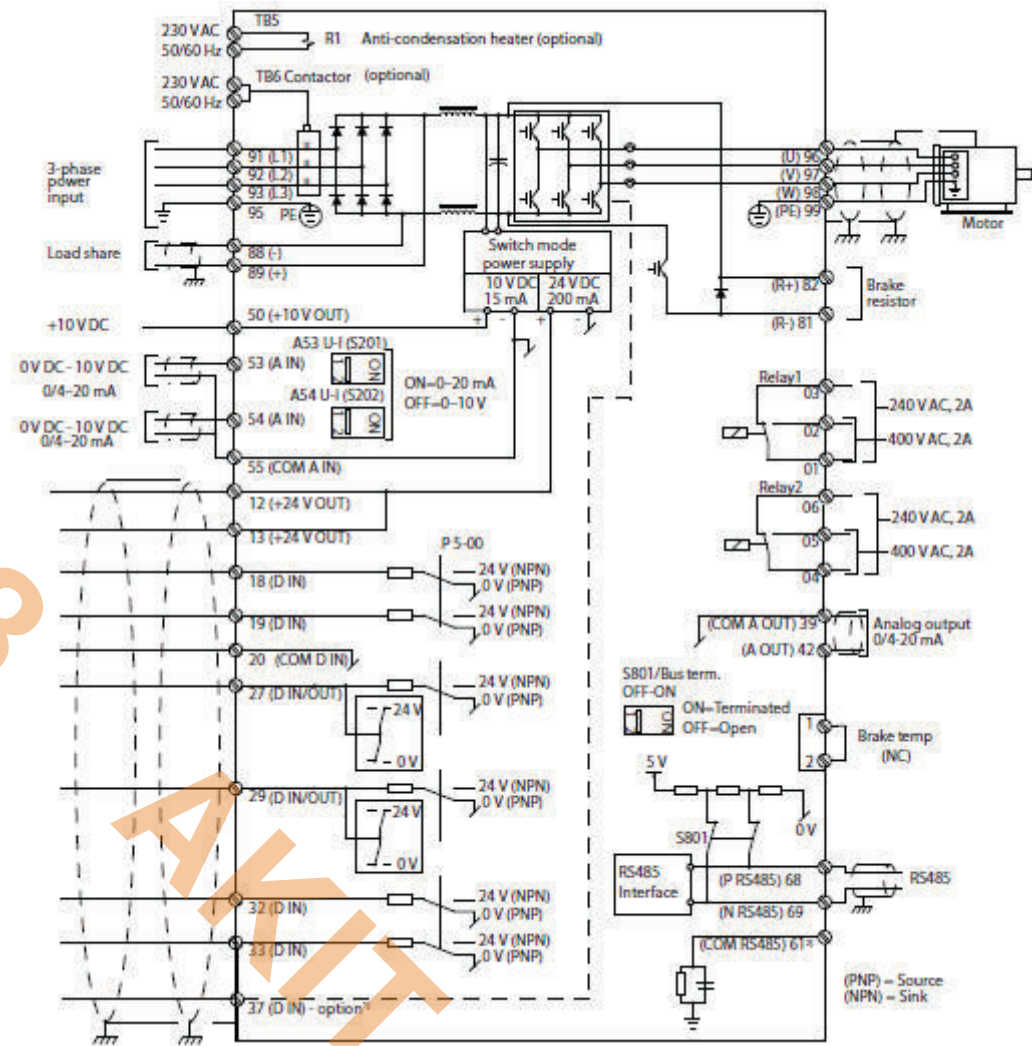 TB5
230 VAC
50/60 Hz
R1 Anti-condensation heater (optional)
230 VAC
50/60 Hz
TB6 Contactor (optional)
3-phase
power
input
91 (L1)
92 (L2)
93 (L3)
95 PE
Load share
88 (-)
89 (+)
Switch mode
power supply
10 V DC
15 mA
24 V DC
200 mA
+ - + -
(U) 96
(V) 97
(W) 98
(PE) 99
Motor
(R+) 82
(R-) 81
Brake
resistor
+10 V DC
50 (+10 V OUT)
0 V DC - 10 V DC
0/4-20 mA
53 (A IN)
A53 U-I (S201)
1 2
ON
A54 U-I (S202)
1 2
ON
ON=0-20 mA
OFF=0-10 V
0 V DC - 10 V DC
0/4-20 mA
54 (A IN)
55 (COM A IN)
12 (+24 V OUT)
13 (+24 V OUT)
P 5-00
18 (D IN)
24 V (NPN)
0 V (PNP)
19 (D IN)
24 V (NPN)
0 V (PNP)
20 (COM D IN)
27 (D IN/OUT)
24 V (NPN)
0 V (PNP)
24 V
0 V
29 (D IN/OUT)
24 V (NPN)
0 V (PNP)
24 V
0 V
32 (D IN)
24 V (NPN)
0 V (PNP)
33 (D IN)
24 V (NPN)
0 V (PNP)
37 (D IN) - option
Relay1
03
02
01
240 V AC, 2A
400 V AC, 2A
Relay2
06
05
04
240 V AC, 2A
400 V AC, 2A
(COM A OUT) 39
(A OUT) 42
Analog output
0/4-20 mA
S801/Bus term.
OFF-ON
1 2
ON
ON=Terminated
OFF=Open
1
2
Brake temp
(NC)
5 V
0 V
S801
RS485
Interface
(P RS485) 68
(N RS485) 69
RS485
(COM RS485) 61
(PNP) = Source
(NPN) = Sink
AKIT